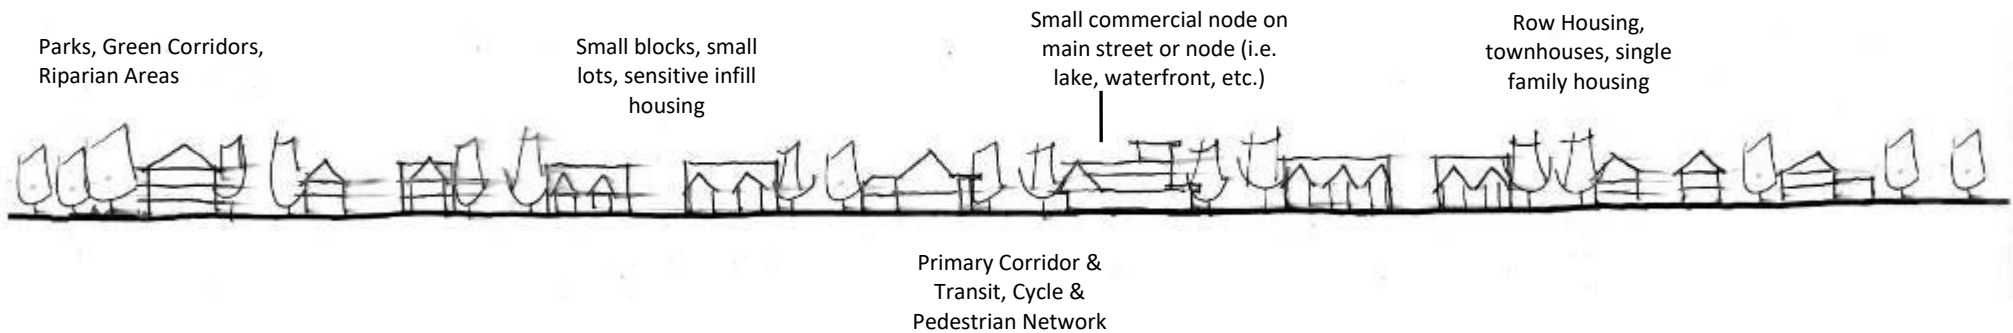 Parks, Green Corridors,
Riparian Areas
Small blocks, small
lots, sensitive infill
housing
Small commercial node on
main street or node (i.e.
lake, waterfront, etc.)
Row Housing,
townhouses, single
family housing
Primary Corridor &
Transit, Cycle &
Pedestrian Network